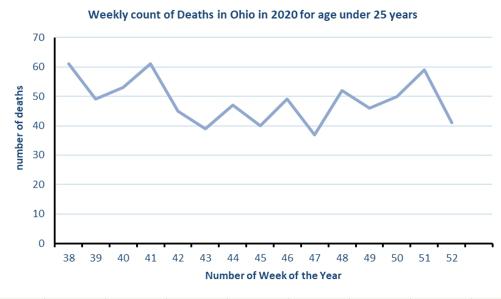 Weekly count of Deaths in Ohio in 2020 for age under 25 years
number of deaths
70
60
50
40
30
20
10
0
38 39 40 41 42 43 44 45 46 47 48 49 50 51 52
Number of Week of the Year